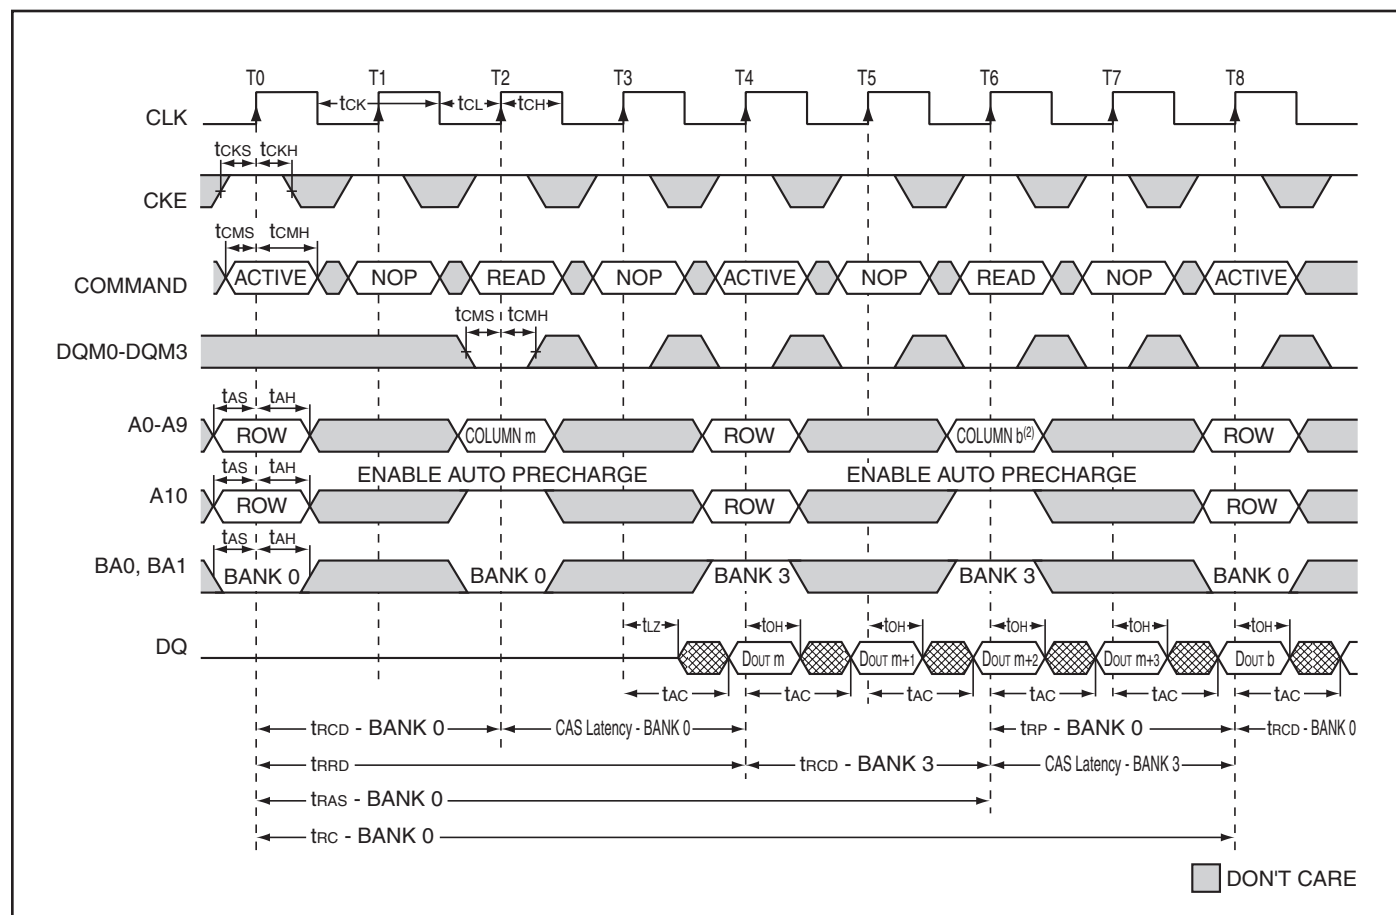 T0 T1 T2 T3 T4 T5 T6 T7 T8
CLK tCK tCL tCH
tCKS tCKH
CKE
tCMS tCMH
COMMAND ACTIVE NOP READ NOP ACTIVE NOP READ NOP ACTIVE
tCMS tCMH
DQM0-DQM3
tAS tAH
A0-A9 ROW COLUMN m ROW COLUMN b(2) ROW
tAS tAH ENABLE AUTO PRECHARGE ENABLE AUTO PRECHARGE
A10 ROW ROW ROW
tAS tAH
BA0, BA1 BANK 0 BANK 0 BANK 3 BANK 3 BANK 0
tLZ tOH tOH tOH tOH tOH
DQ DOUT m DOUT m+1 DOUT m+2 DOUT m+3 DOUT b
tAC tAC tAC tAC tAC tAC
tRCD - BANK 0 CAS Latency - BANK 0 tRP - BANK 0 tRCD - BANK 0
tRRD tRCD - BANK 3 CAS Latency - BANK 3
tRAS - BANK 0
tRC - BANK 0
DON'T CARE